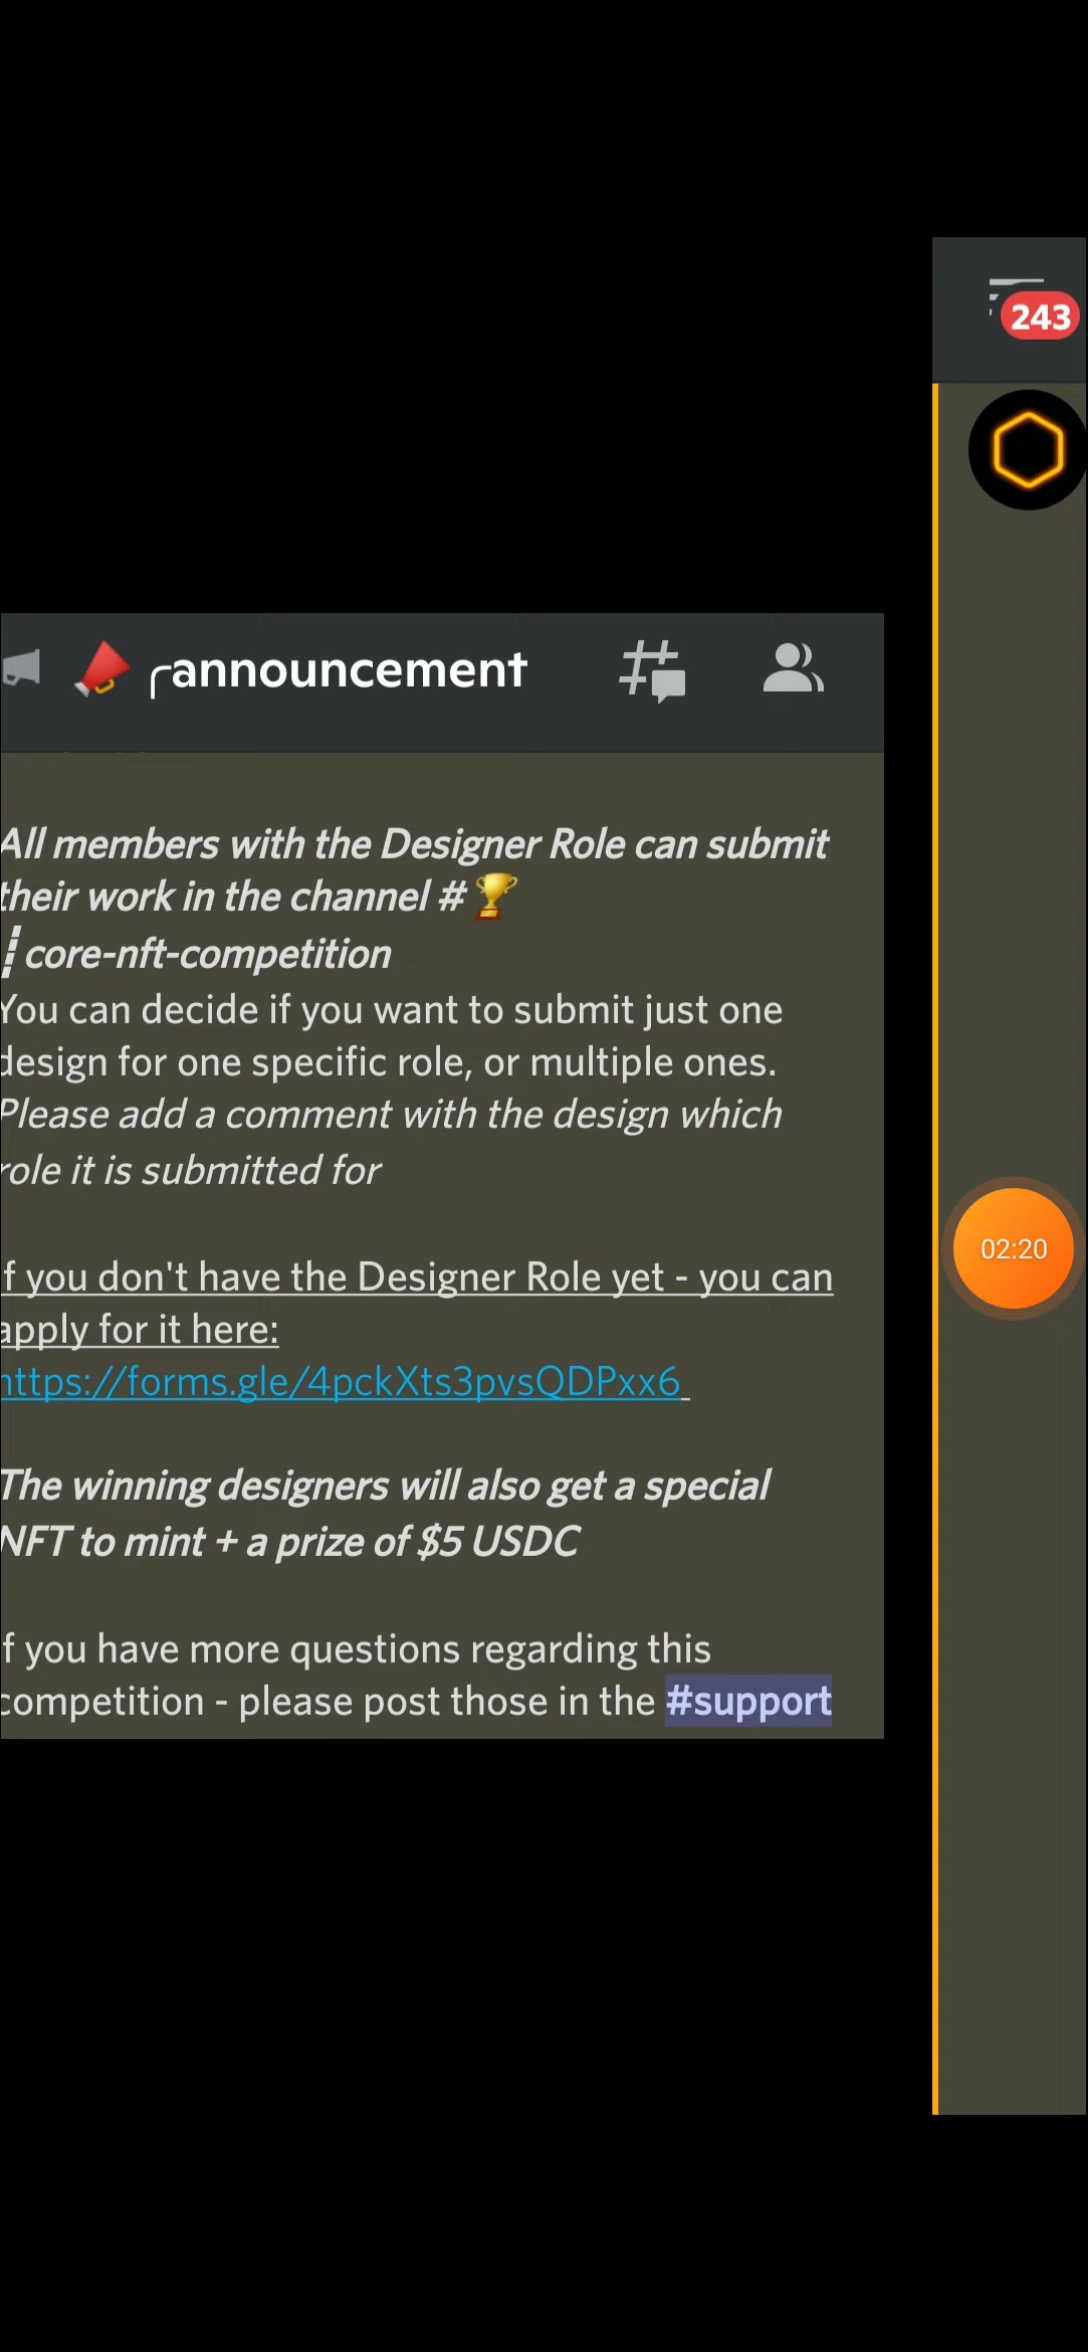 243
announcement
All members with the Designer Role can submit
their work in the channel # 🏆
┇core-nft-competition
You can decide if you want to submit just one
design for one specific role, or multiple ones.
Please add a comment with the design which
role it is submitted for
f you don't have the Designer Role yet - you can
apply for it here:
https://forms.gle/4pckXts3pvsQDPxx6
02:20
The winning designers will also get a special
NFT to mint + a prize of $5 USDC
f you have more questions regarding this
competition - please post those in the #support